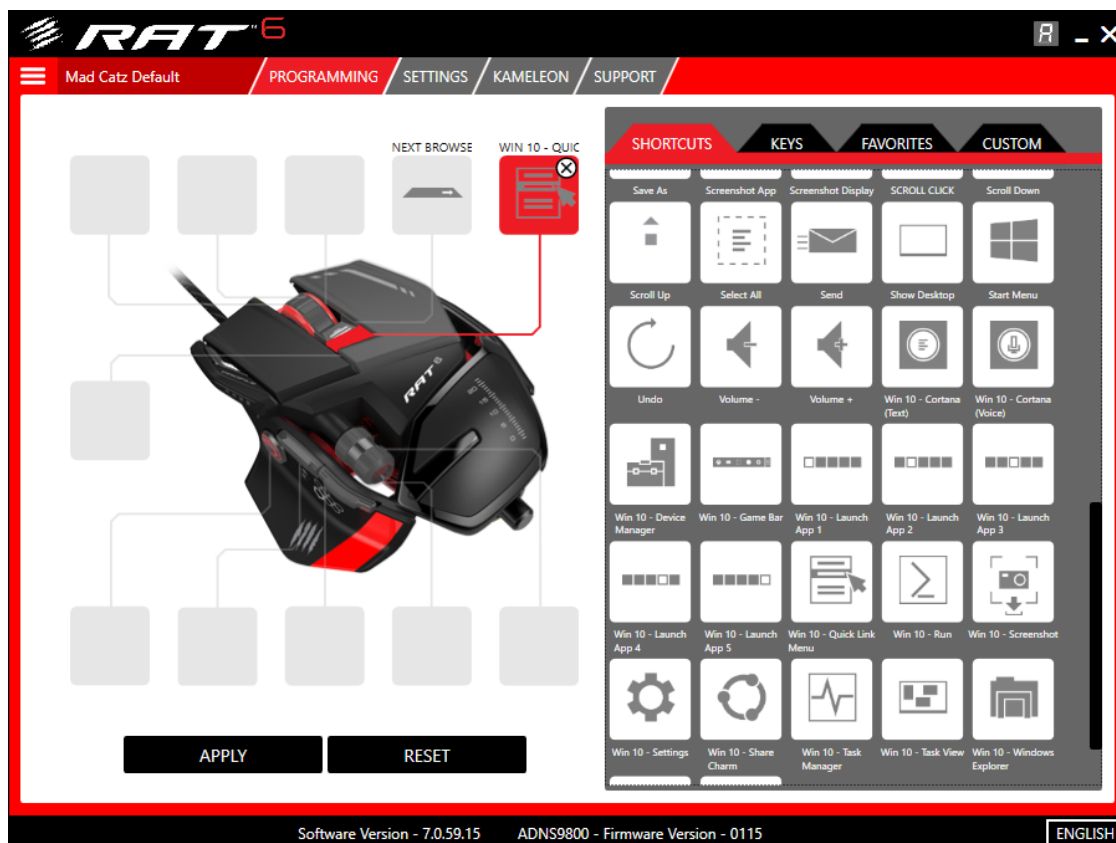 RAT™6
A
Mad Catz Default
PROGRAMMING
SETTINGS
KAMELEON
SUPPORT
NEXT BROWSE
WIN 10 - QUIC
RAT 6
SHORTCUTS
KEYS
FAVORITES
CUSTOM
Save As
Screenshot App
Screenshot Display
SCROLL CLICK
Scroll Down
Scroll Up
Select All
Send
Show Desktop
Start Menu
Undo
Volume -
Volume +
Win 10 - Cortana
(Text)
Win 10 - Cortana
(Voice)
Win 10 - Device
Manager
Win 10 - Game Bar
Win 10 - Launch
App 1
Win 10 - Launch
App 2
Win 10 - Launch
App 3
Win 10 - Launch
App 4
Win 10 - Launch
App 5
Win 10 - Quick Link
Menu
Win 10 - Run
Win 10 - Screenshot
Win 10 - Settings
Win 10 - Share
Charm
Win 10 - Task
Manager
Win 10 - Task View
Win 10 - Windows
Explorer
APPLY
RESET
Software Version - 7.0.59.15
ADNS9800 - Firmware Version - 0115
ENGLISH